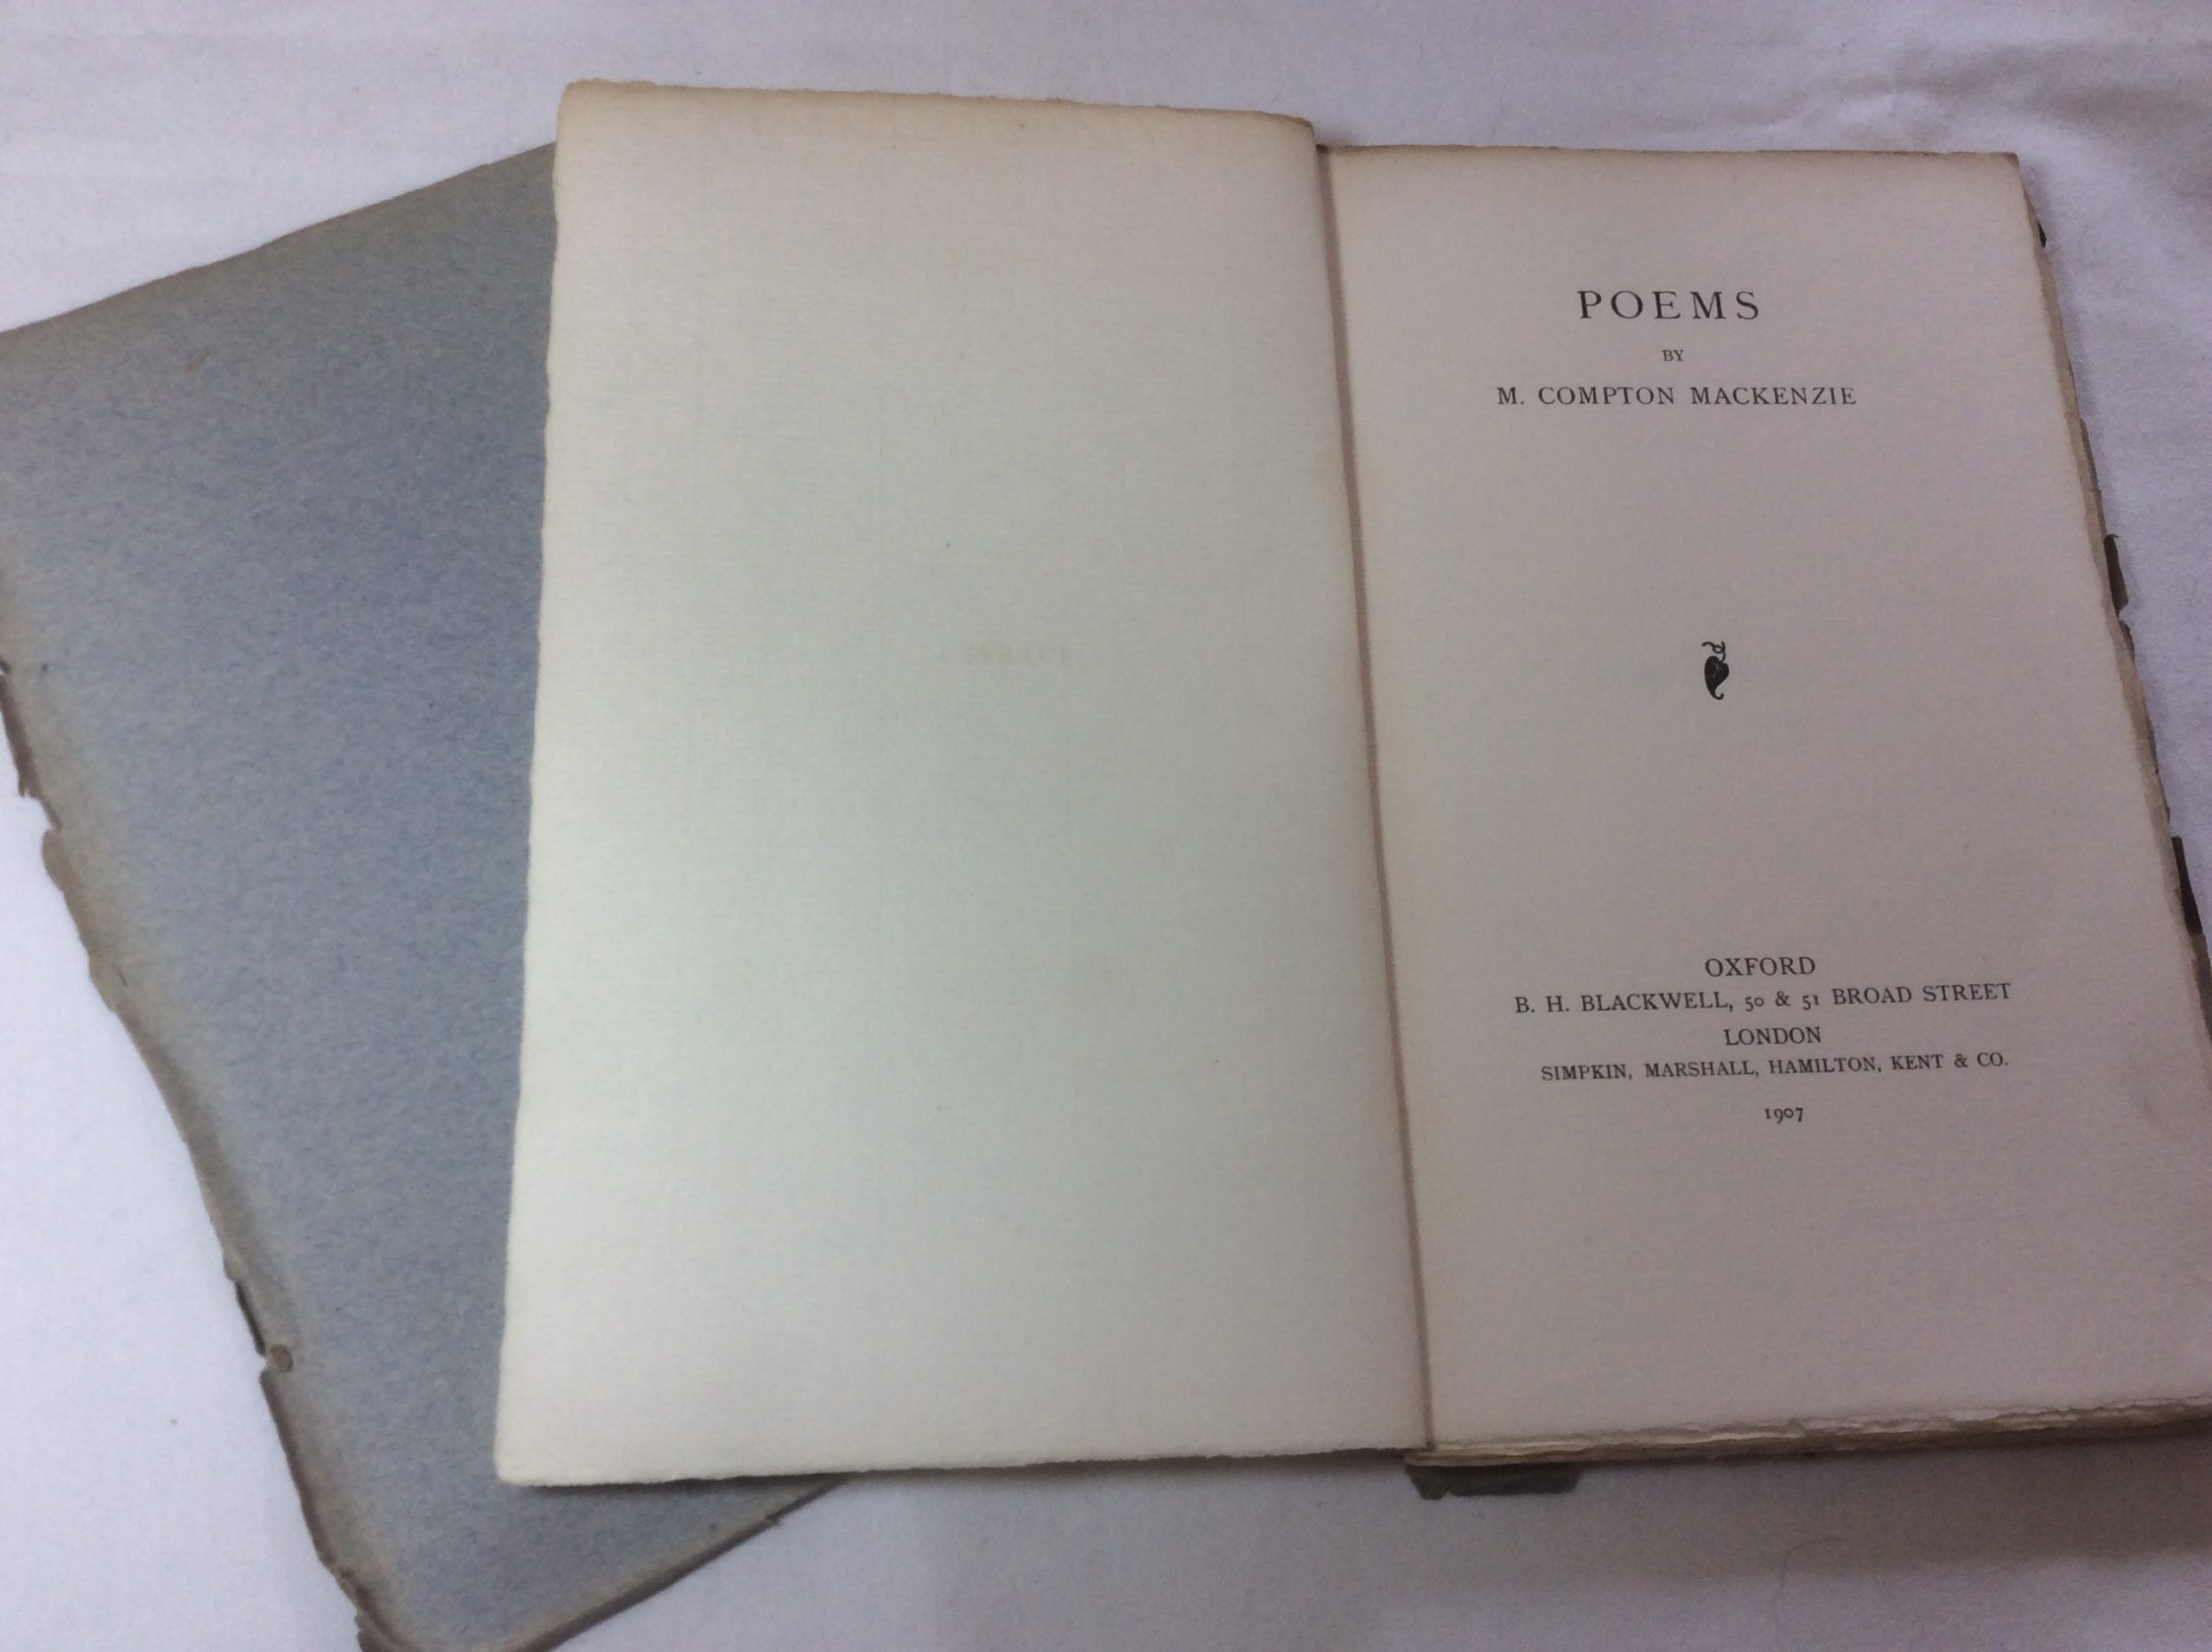 POEMS
BY
M. COMPTON MACKENZIE
OXFORD
B. H. BLACKWELL, 50 & 51 BROAD STREET
LONDON
SIMPKIN, MARSHALL, HAMILTON, KENT & CO.
1907